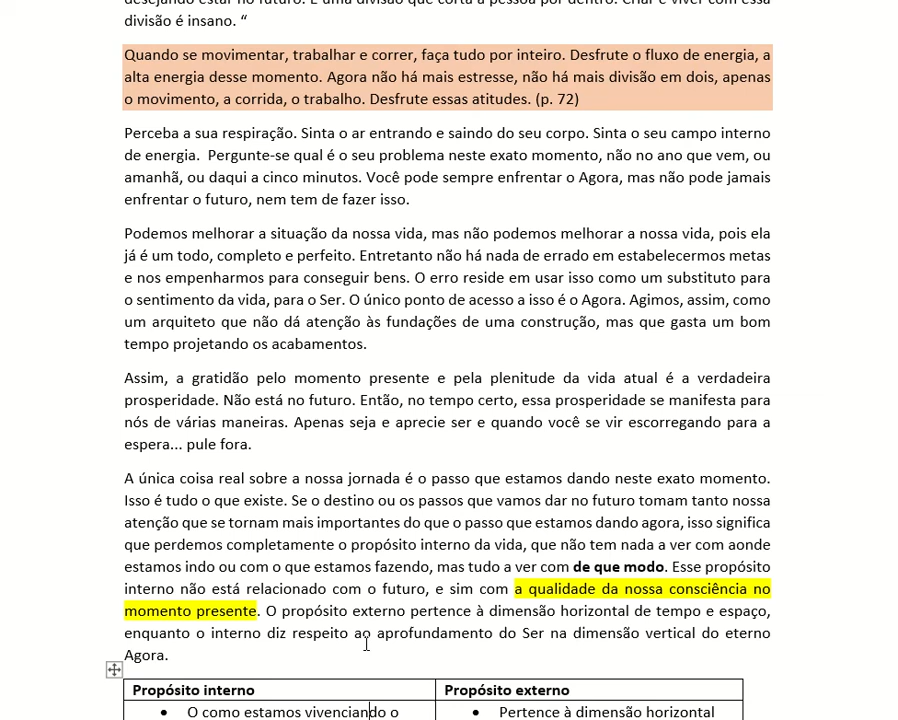 divisão é insano. “
Quando se movimentar, trabalhar e correr, faça tudo por inteiro. Desfrute o fluxo de energia, a
alta energia desse momento. Agora não há mais estresse, não há mais divisão em dois, apenas
o movimento, a corrida, o trabalho. Desfrute essas atitudes. (p. 72)
Perceba a sua respiração. Sinta o ar entrando e saindo do seu corpo. Sinta o seu campo interno
de energia.  Pergunte-se qual é o seu problema neste exato momento, não no ano que vem, ou
amanhã, ou daqui a cinco minutos. Você pode sempre enfrentar o Agora, mas não pode jamais
enfrentar o futuro, nem tem de fazer isso.
Podemos melhorar a situação da nossa vida, mas não podemos melhorar a nossa vida, pois ela
já é um todo, completo e perfeito. Entretanto não há nada de errado em estabelecermos metas
e nos empenharmos para conseguir bens. O erro reside em usar isso como um substituto para
o sentimento da vida, para o Ser. O único ponto de acesso a isso é o Agora. Agimos, assim, como
um arquiteto que não dá atenção às fundações de uma construção, mas que gasta um bom
tempo projetando os acabamentos.
Assim, a gratidão pelo momento presente e pela plenitude da vida atual é a verdadeira
prosperidade. Não está no futuro. Então, no tempo certo, essa prosperidade se manifesta para
nós de várias maneiras. Apenas seja e aprecie ser e quando você se vir escorregando para a
espera... pule fora.
A única coisa real sobre a nossa jornada é o passo que estamos dando neste exato momento.
Isso é tudo o que existe. Se o destino ou os passos que vamos dar no futuro tomam tanto nossa
atenção que se tornam mais importantes do que o passo que estamos dando agora, isso significa
que perdemos completamente o propósito interno da vida, que não tem nada a ver com aonde
estamos indo ou com o que estamos fazendo, mas tudo a ver com de que modo. Esse propósito
interno não está relacionado com o futuro, e sim com a qualidade da nossa consciência no
momento presente. O propósito externo pertence à dimensão horizontal de tempo e espaço,
enquanto o interno diz respeito ao aprofundamento do Ser na dimensão vertical do eterno
Agora.
Propósito interno
Propósito externo
• O como estamos vivenciando o
• Pertence à dimensão horizontal